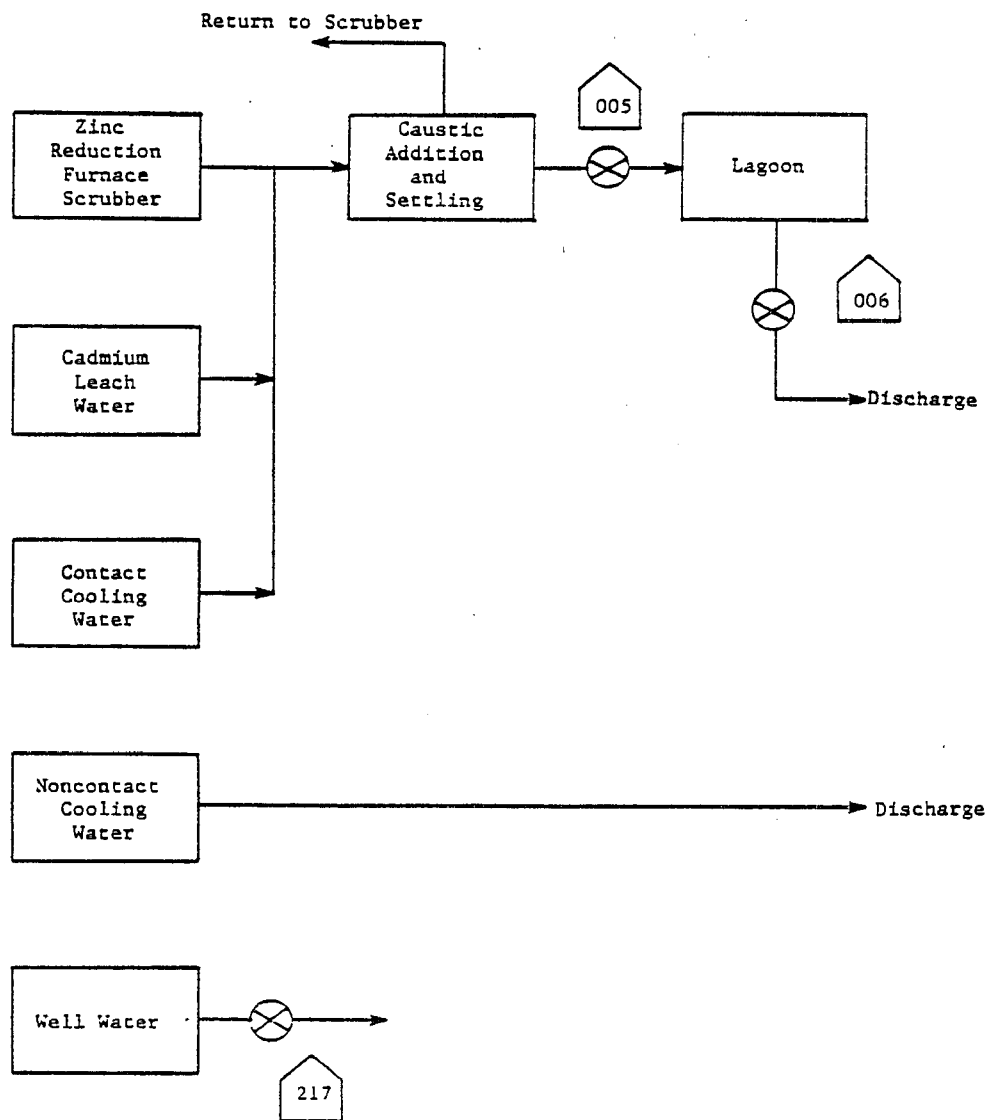 Return to Scrubber
005
Zinc
Reduction
Furnace
Scrubber
Caustic
Addition
and
Settling
Lagoon
006
Cadmium
Leach
Water
Discharge
Contact
Cooling
Water
Noncontact
Cooling
Water
Discharge
Well Water
217